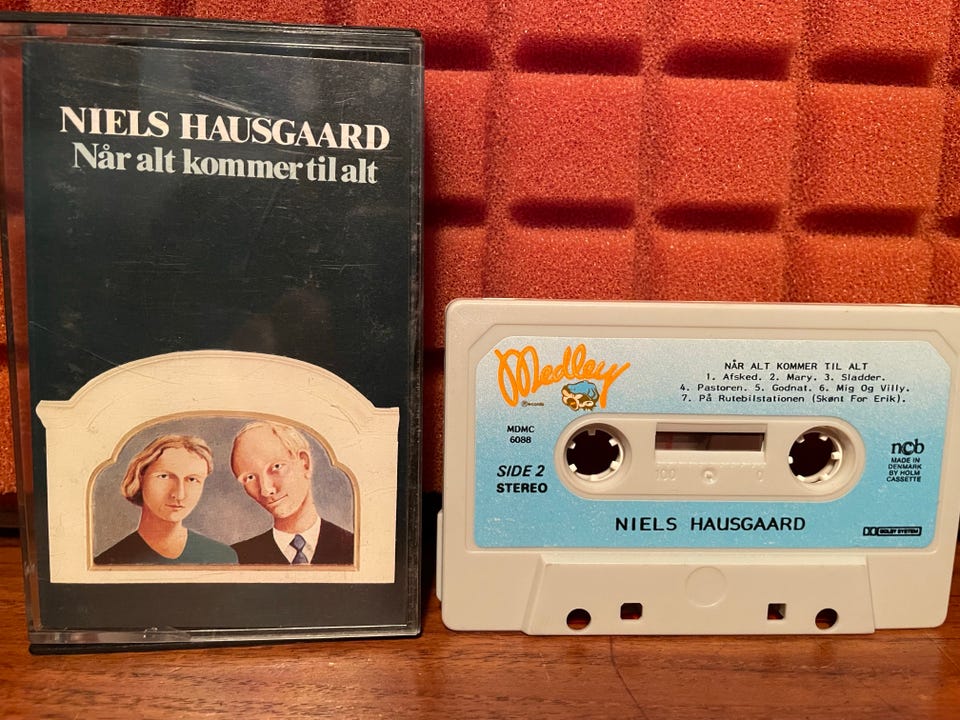 NIELS HAUSGAARD
Når alt kommer til alt
Medley
Records
NÅR ALT KOMMER TIL ALT
1. Afsked. 2. Mary. 3. Sladder.
4. Pastoren. 5. Godnat. 6. Mig Og Villy.
7. På Rutebilstationen (Skønt For Erik).
MDMC
6088
SIDE 2
STEREO
100 0
ncb
MADE IN
DENMARK
BY HOLM
CASSETTE
NIELS HAUSGAARD
DOLBY SYSTEM